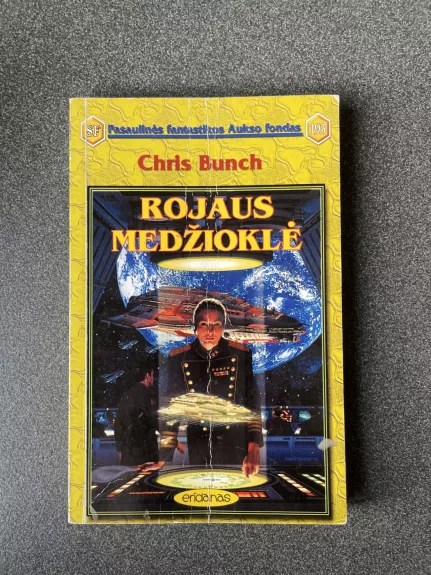 SF Pasaulinės fantastikos Aukso fondas 193
Chris Bunch
ROJAUS
MEDŽIOKLĖ
eridanas